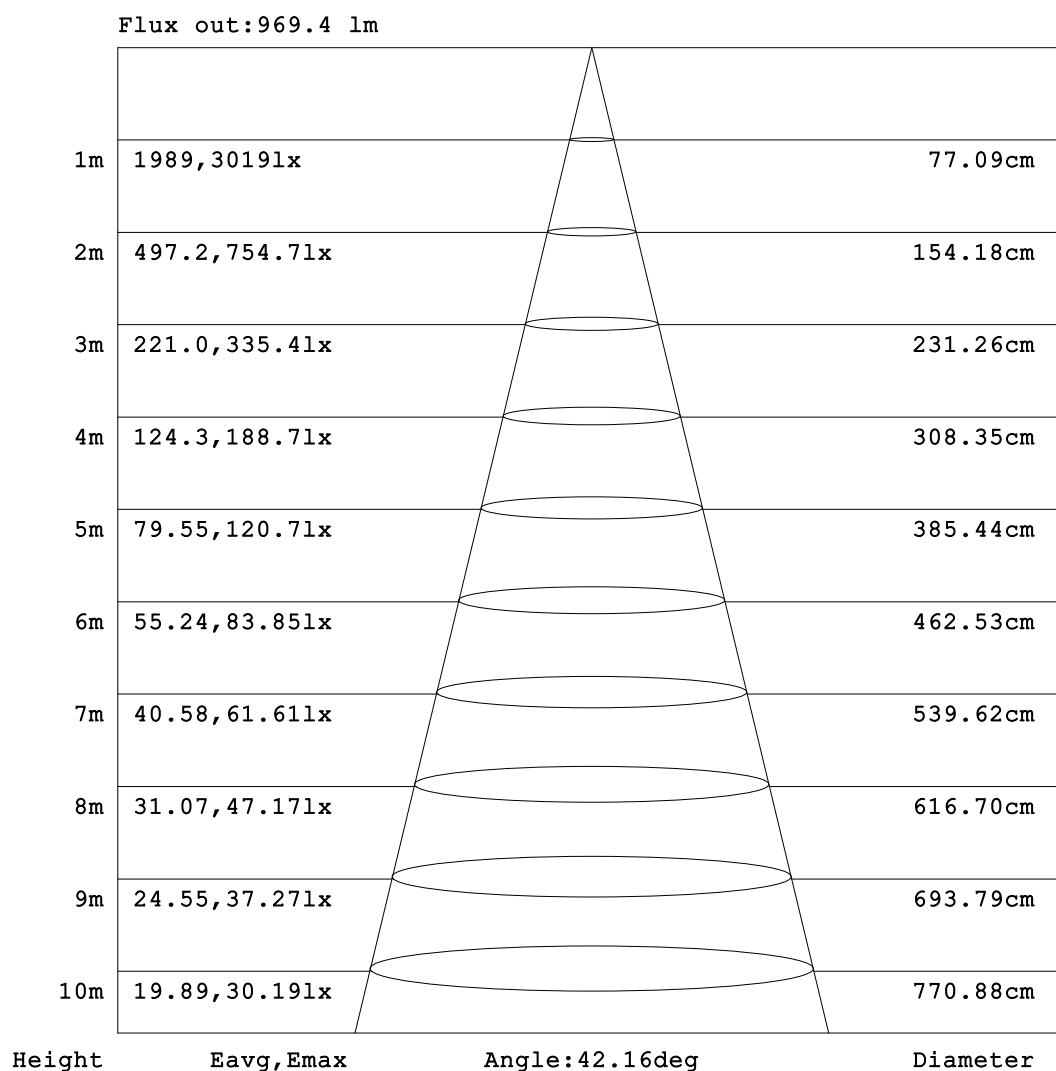 Flux out:969.4 lm
1m 1989,3019lx 77.09cm
2m 497.2,754.7lx 154.18cm
3m 221.0,335.4lx 231.26cm
4m 124.3,188.7lx 308.35cm
5m 79.55,120.7lx 385.44cm
6m 55.24,83.85lx 462.53cm
7m 40.58,61.61lx 539.62cm
8m 31.07,47.17lx 616.70cm
9m 24.55,37.27lx 693.79cm
10m 19.89,30.19lx 770.88cm
Height Eavg,Emax Angle:42.16deg Diameter